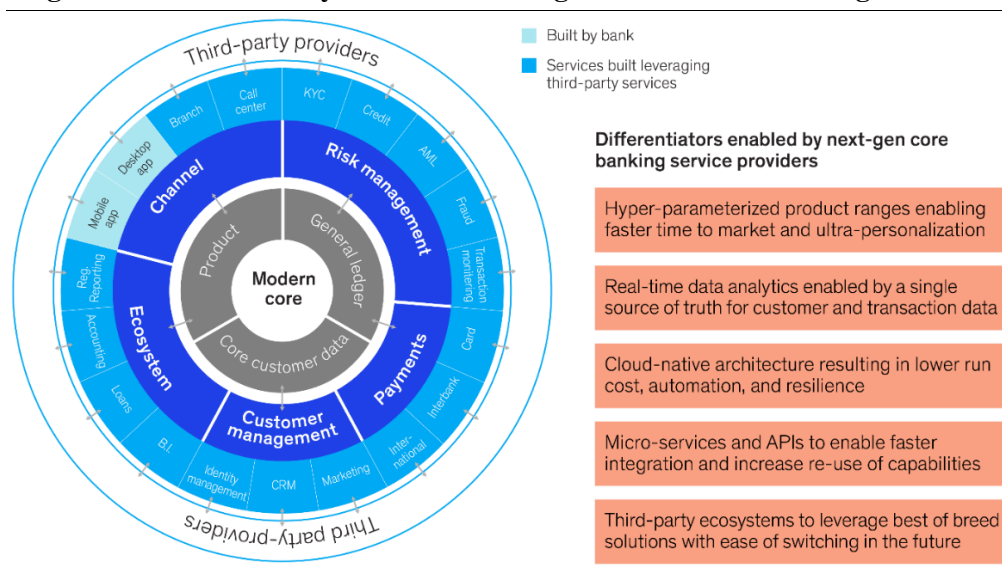 Third-party providers
Built by bank
Services built leveraging
third-party services
Differentiators enabled by next-gen core
banking service providers
Hyper-parameterized product ranges enabling
faster time to market and ultra-personalization
Real-time data analytics enabled by a single
source of truth for customer and transaction data
Cloud-native architecture resulting in lower run
cost, automation, and resilience
Micro-services and APIs to enable faster
integration and increase re-use of capabilities
Third-party ecosystems to leverage best of breed
solutions with ease of switching in the future
Mobile
app
Desktop
app
Branch
Call
center
KYC
Credit
AML
Fraud
Transaction
monitering
Card
Interbank
Inter-
national
Marketing
CRM
Identity
management
B.I.
Loans
Accounting
Reg.
Reporting
Channel
Risk management
Payments
Customer
management
Ecosystem
Product
General ledger
Core customer data
Modern
core
Third party-providers